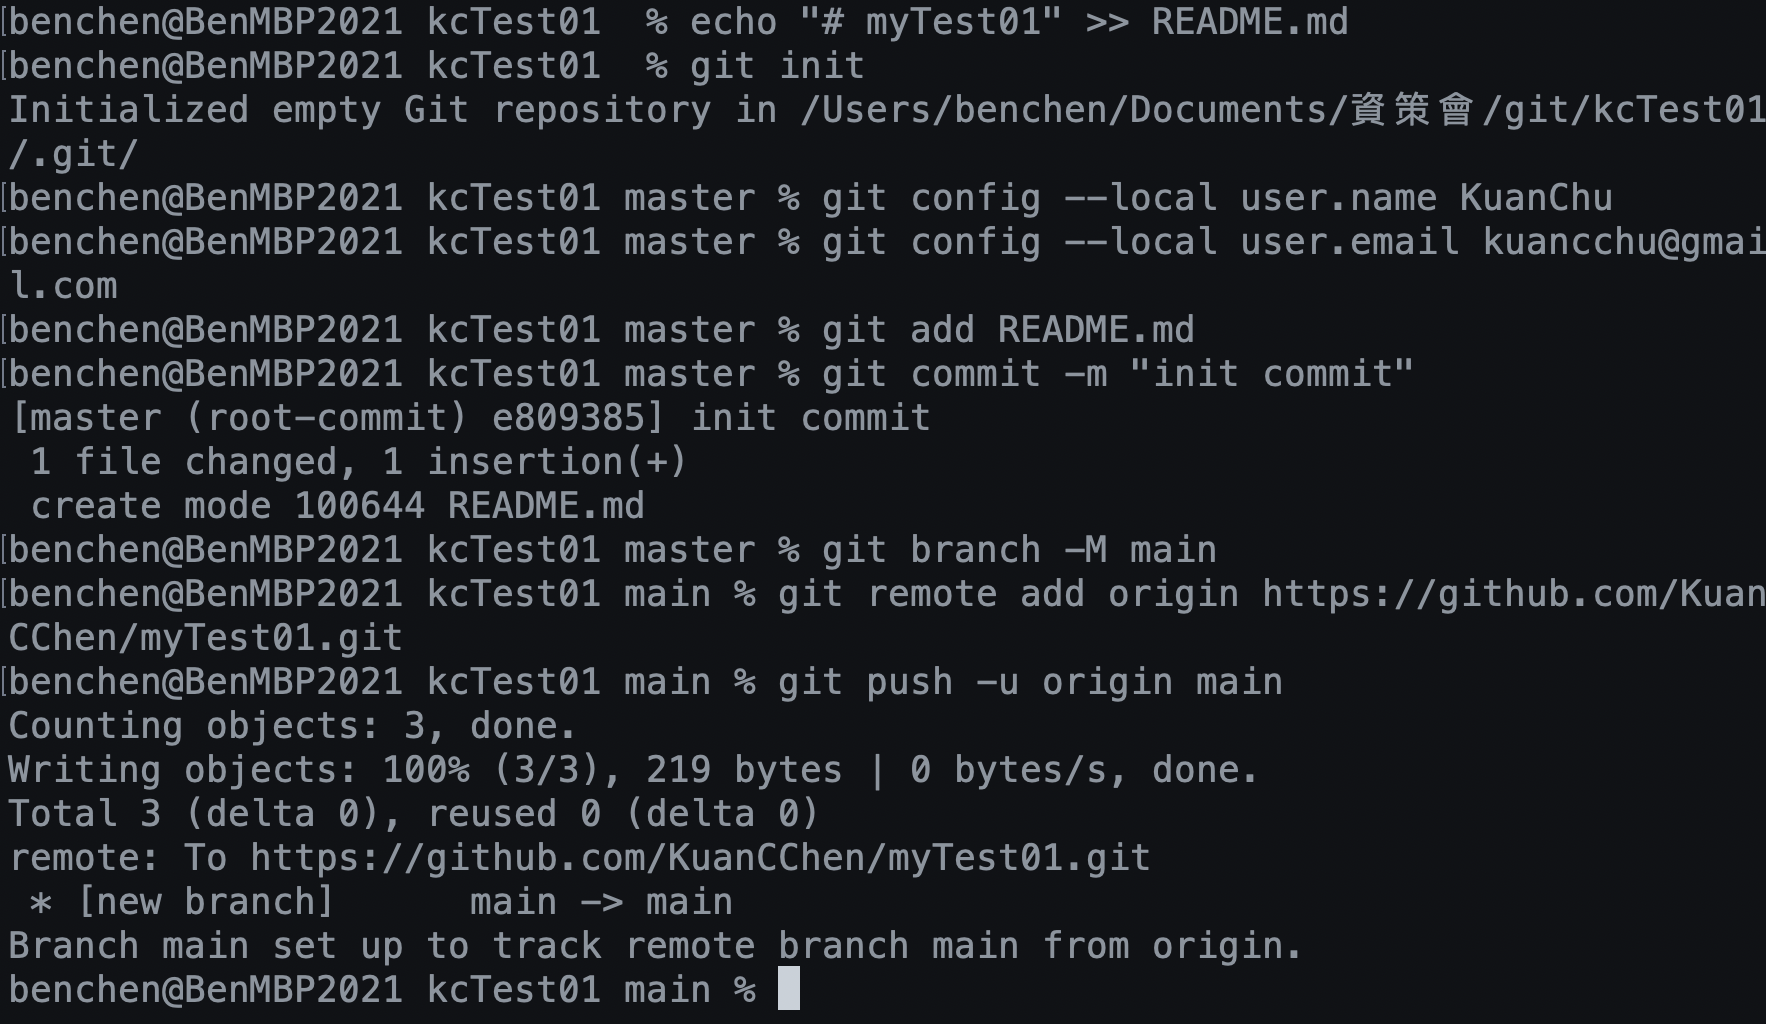 [benchen@BenMBP2021 kcTest01  % echo "# myTest01" >> README.md
[benchen@BenMBP2021 kcTest01  % git init
Initialized empty Git repository in /Users/benchen/Documents/資策會/git/kcTest01
/.git/
[benchen@BenMBP2021 kcTest01 master % git config --local user.name KuanChu
[benchen@BenMBP2021 kcTest01 master % git config --local user.email kuancchu@gmai
l.com
[benchen@BenMBP2021 kcTest01 master % git add README.md
[benchen@BenMBP2021 kcTest01 master % git commit -m "init commit"
[master (root-commit) e809385] init commit
 1 file changed, 1 insertion(+)
 create mode 100644 README.md
[benchen@BenMBP2021 kcTest01 master % git branch -M main
[benchen@BenMBP2021 kcTest01 main % git remote add origin https://github.com/Kuan
CChen/myTest01.git
[benchen@BenMBP2021 kcTest01 main % git push -u origin main
Counting objects: 3, done.
Writing objects: 100% (3/3), 219 bytes | 0 bytes/s, done.
Total 3 (delta 0), reused 0 (delta 0)
remote: To https://github.com/KuanCChen/myTest01.git
 * [new branch]      main -> main
Branch main set up to track remote branch main from origin.
benchen@BenMBP2021 kcTest01 main %